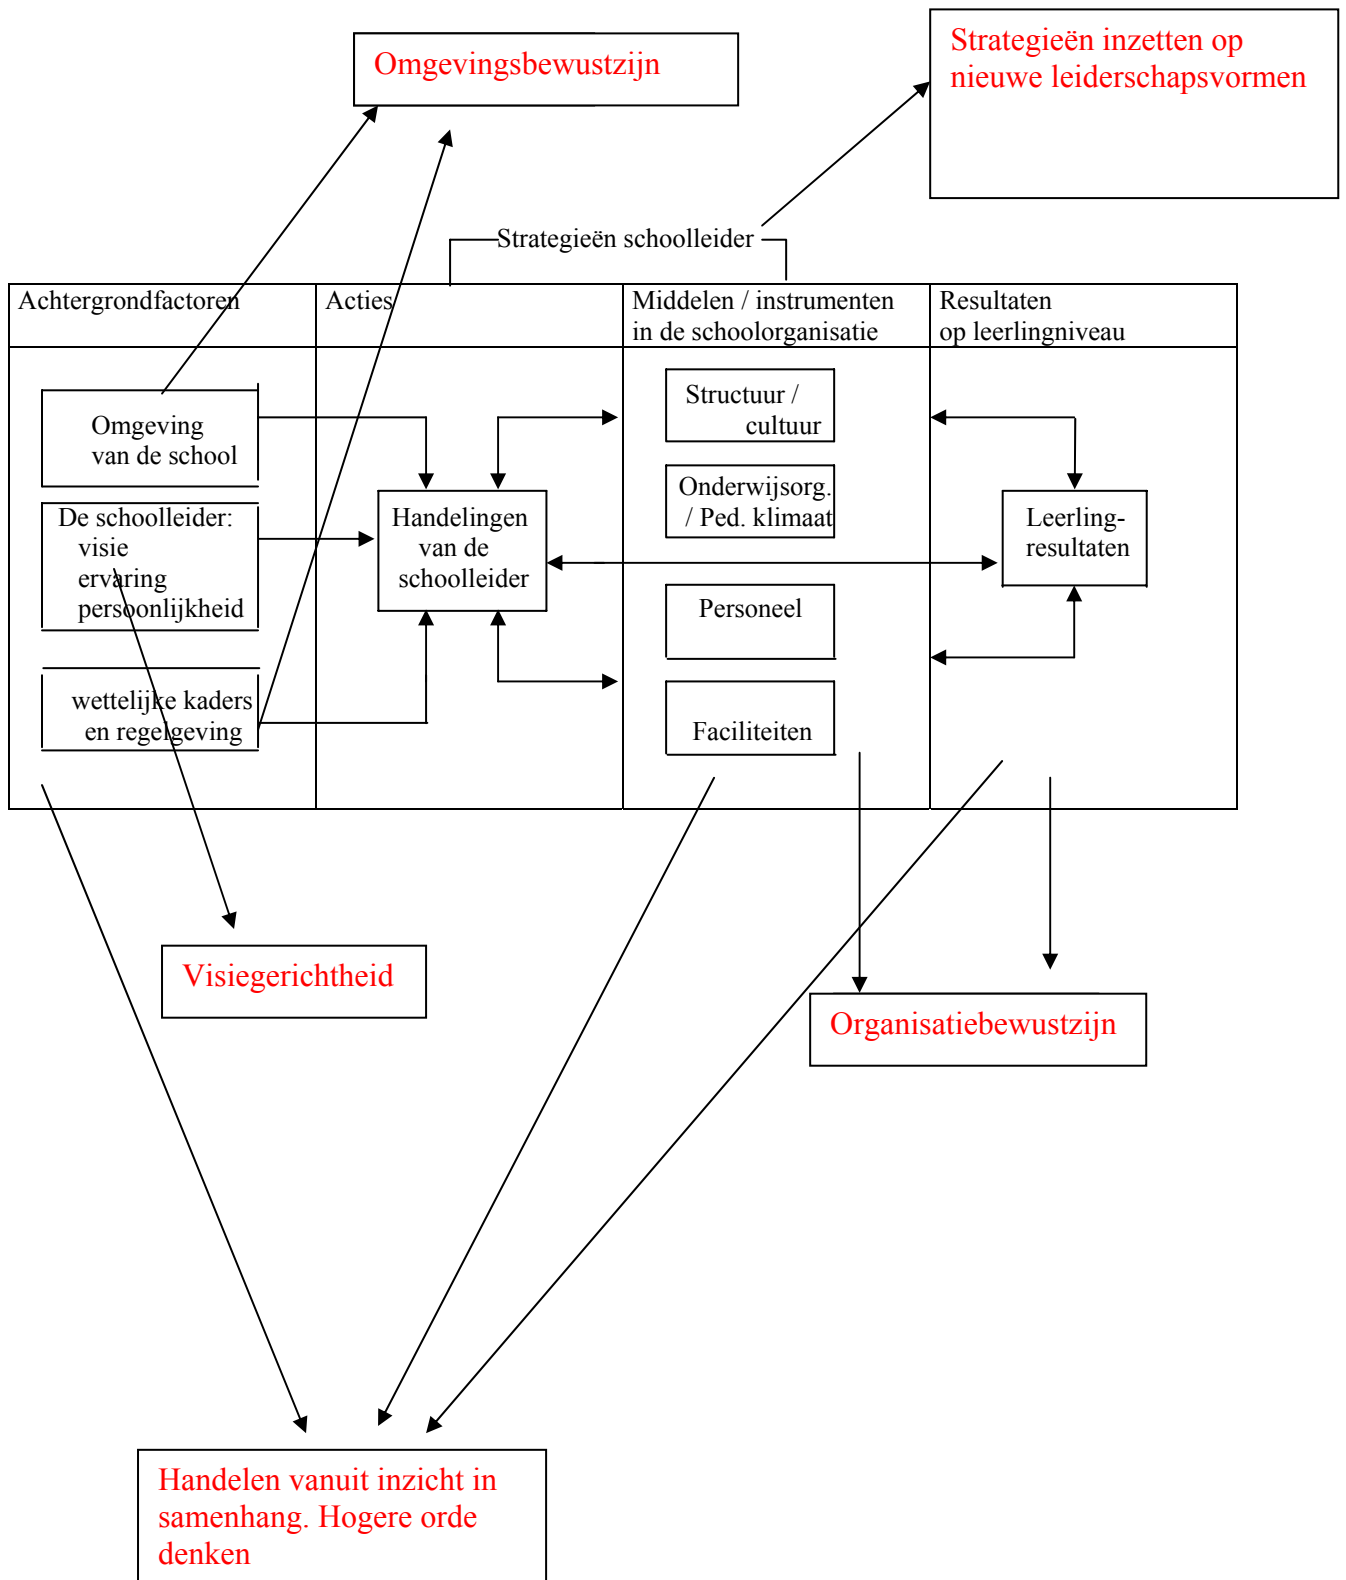 Omgevingsbewustzijn
Strategieën inzetten op
nieuwe leiderschapsvormen
Strategieën schoolleider
Achtergrondfactoren
Acties
Middelen / instrumenten
in de schoolorganisatie
Resultaten
op leerlingniveau
Omgeving
van de school
De schoolleider:
visie
ervaring
persoonlijkheid
wettelijke kaders
en regelgeving
Handelingen
van de
schoolleider
Structuur /
cultuur
Onderwijsorg.
/ Ped. klimaat
Personeel
Faciliteiten
Leerling-
resultaten
Visiegerichtheid
Organisatiebewustzijn
Handelen vanuit inzicht in
samenhang. Hogere orde
denken